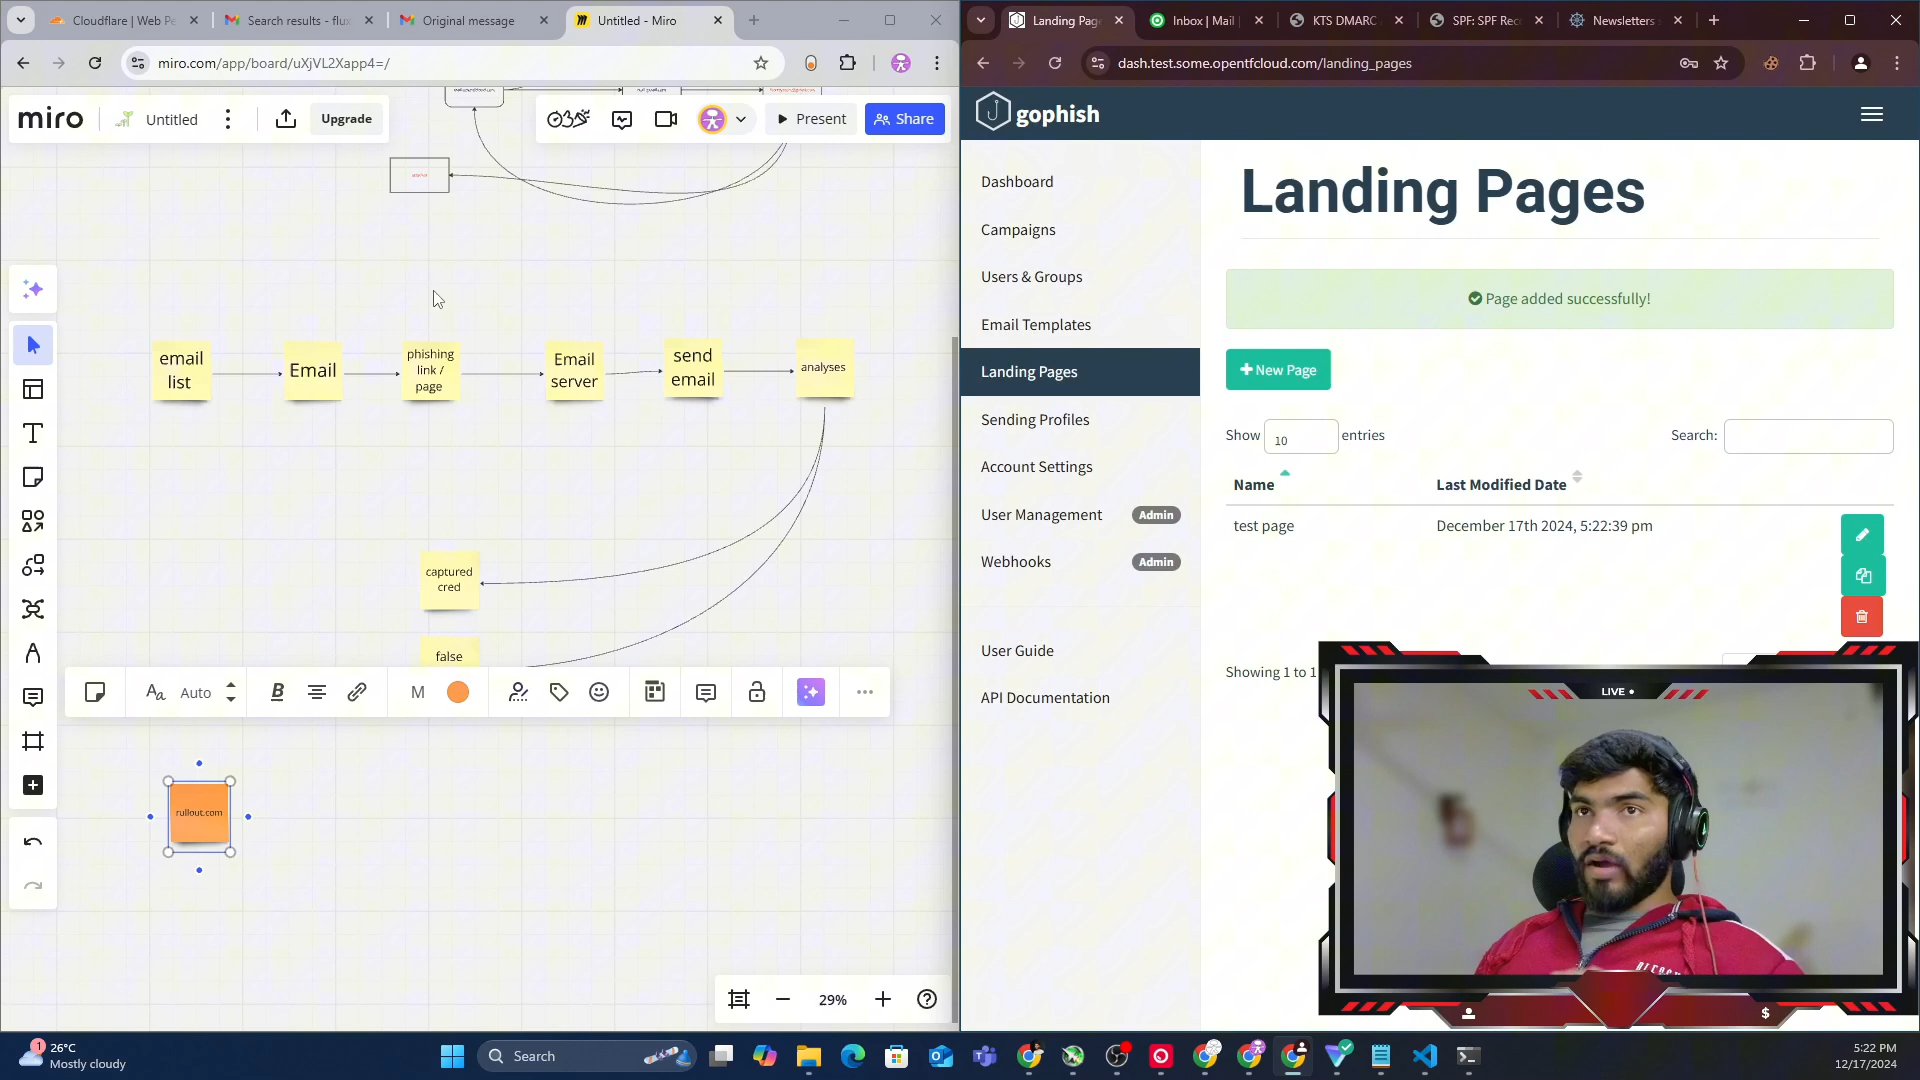 Cloudflare | Web Pe
Search results - flux
Original message
Untitled - Miro
miro.com/app/board/uXjVL2Xapp4=/
miro
Untitled
Upgrade
Present
Share
email
list
Email
phishing
link /
page
Email
server
send
email
analyses
captured
cred
false
Auto
B
M
rullout.com
29%
Landing Page
Inbox | Mail
KTS DMARC
SPF: SPF Rec
Newsletters
dash.test.some.opentfcloud.com/landing_pages
gophish
Dashboard
Campaigns
Users & Groups
Email Templates
Landing Pages
Sending Profiles
Account Settings
User Management Admin
Webhooks Admin
User Guide
API Documentation
Landing Pages
Page added successfully!
New Page
Show 10 entries
Search:
Name
Last Modified Date
test page
December 17th 2024, 5:22:39 pm
Showing 1 to 1
LIVE
$
1
26°C
Mostly cloudy
Search
5:22 PM
12/17/2024